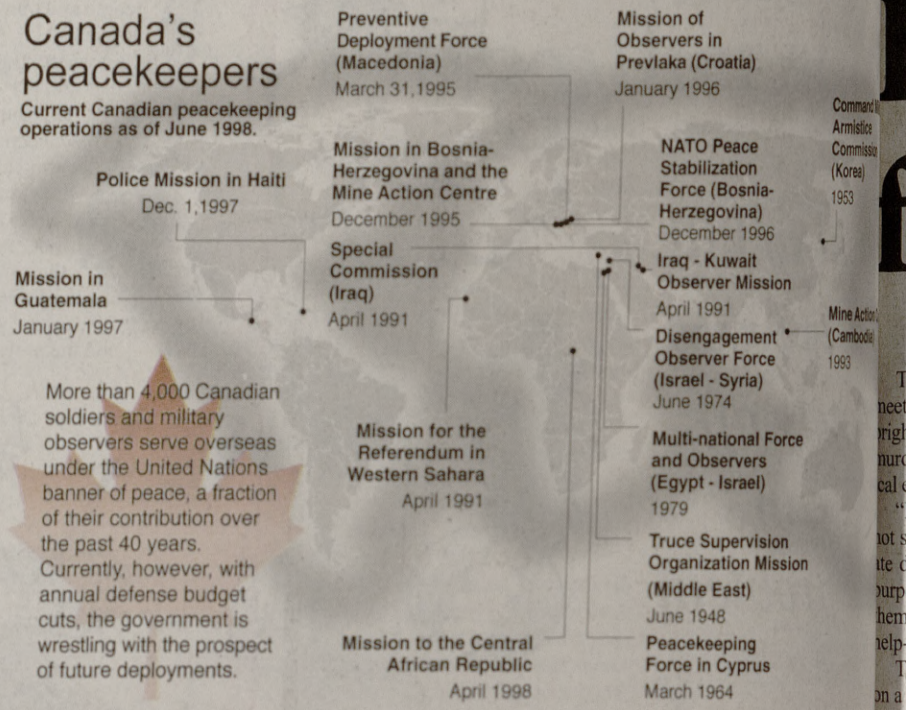 Canada's
peacekeepers
Current Canadian peacekeeping
operations as of June 1998.
Police Mission in Haiti
Dec. 1,1997
Mission in
Guatemala
January 1997
More than 4,000 Canadian
soldiers and military
observers serve overseas
under the United Nations
banner of peace, a fraction
of their contribution over
the past 40 years.
Currently, however, with
annual defense budget
cuts, the government is
wrestling with the prospect
of future deployments.
Preventive
Deployment Force
(Macedonia)
March 31,1995
Mission in Bosnia-
Herzegovina and the
Mine Action Centre
December 1995
Special
Commission
(Iraq)
April 1991
Mission for the
Referendum in
Western Sahara
April 1991
Mission to the Central
African Republic
April 1998
Mission of
Observers in
Prevlaka (Croatia)
January 1996
NATO Peace
Stabilization
Force (Bosnia-
Herzegovina)
December 1996
Iraq - Kuwait
Observer Mission
April 1991
Disengagement
Observer Force
(Israel - Syria)
June 1974
Multi-national Force
and Observers
(Egypt - Israel)
1979
Truce Supervision
Organization Mission
(Middle East)
June 1948
Peacekeeping
Force in Cyprus
March 1964
Command
Armistice
Commission
(Korea)
1953
Mine Action
(Cambodia)
1993